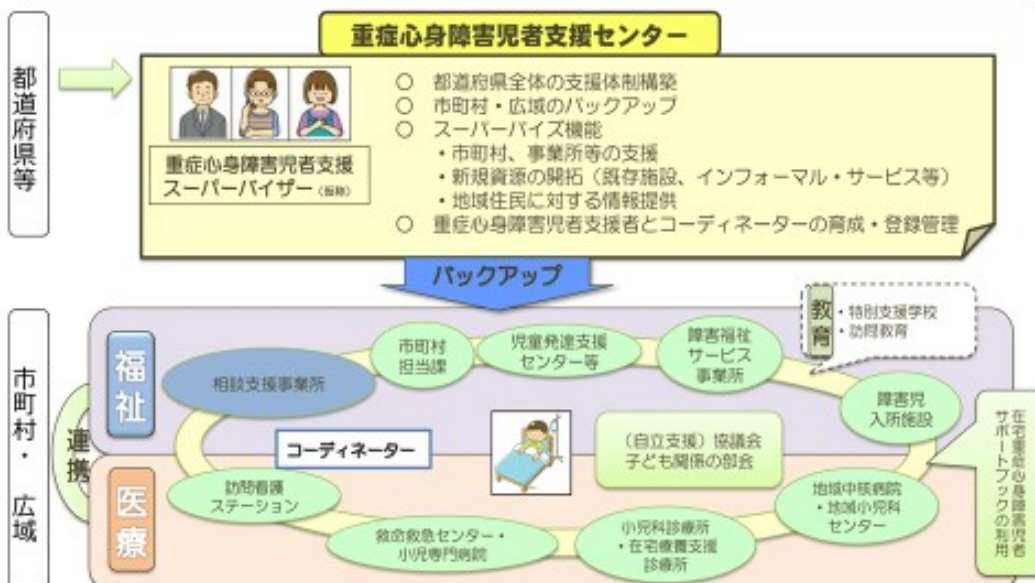 都道府県等
重症心身障害児者支援センター
重症心身障害児者支援
スーパーバイザー（仮称）
○ 都道府県全体の支援体制構築
○ 市町村・広域のバックアップ
○ スーパーバイズ機能
・市町村、事業所等の支援
・新規資源の開拓（既存施設、インフォーマル・サービス等）
・地域住民に対する情報提供
○ 重症心身障害児者支援者とコーディネーターの育成・登録管理
バックアップ
市町村・広域
連携
福祉
相談支援事業所
市町村
担当課
児童発達支援
センター等
障害福祉
サービス
事業所
教育
・特別支援学校
・訪問教育
障害児
入所施設
コーディネーター
（自立支援）協議会
子ども関係の部会
在宅重症心身障害児者
サポートブックの利用
医療
訪問看護
ステーション
救命救急センター・
小児専門病院
小児科診療所
・在宅療養支援
診療所
地域中核病院
・地域小児科
センター